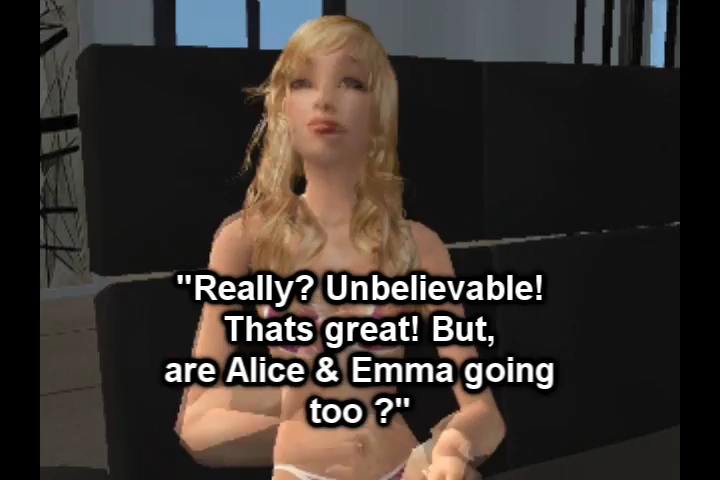 "Really? Unbelievable!
Thats great! But,
are Alice & Emma going
too ?"